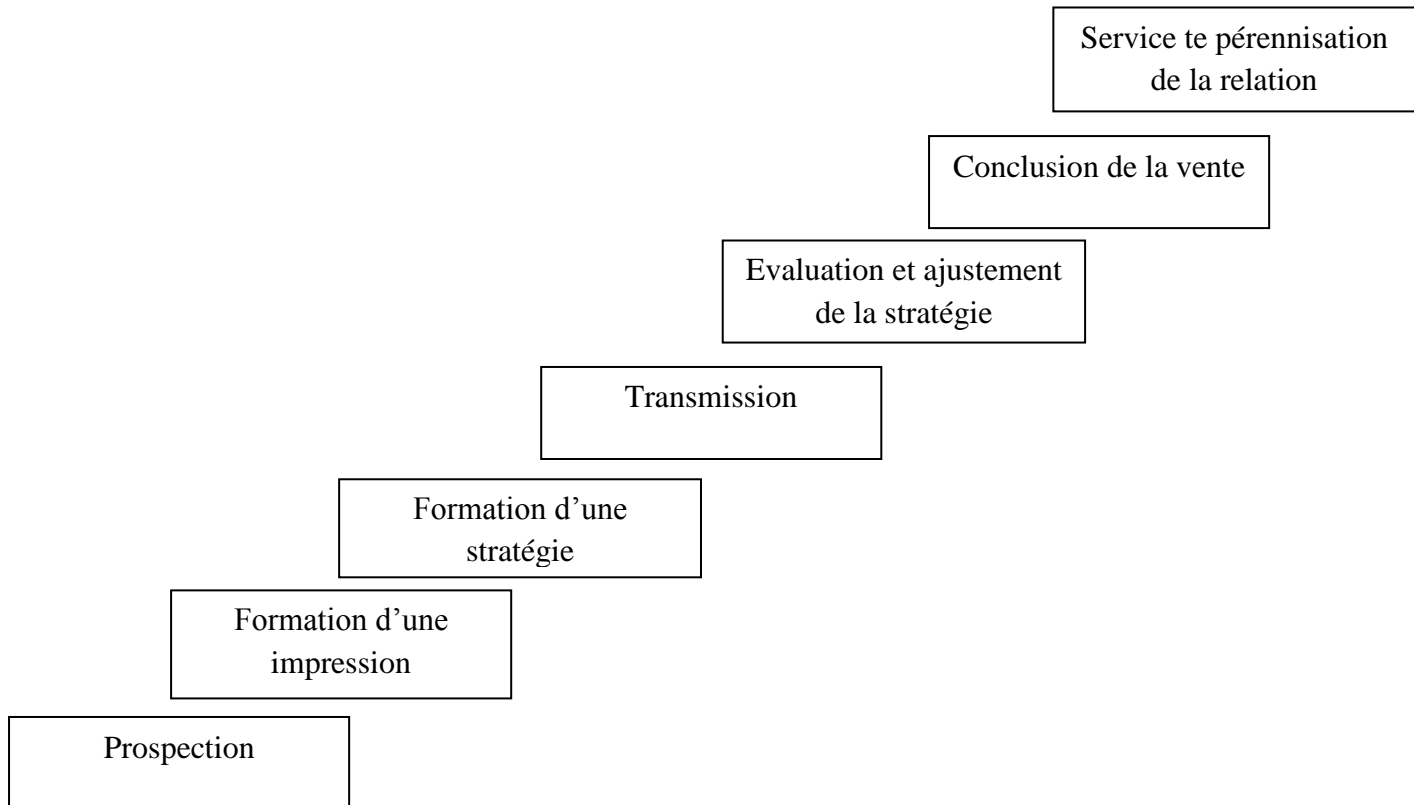 Service te pérennisation
de la relation
Conclusion de la vente
Evaluation et ajustement
de la stratégie
Transmission
Formation d’une
stratégie
Formation d’une
impression
Prospection